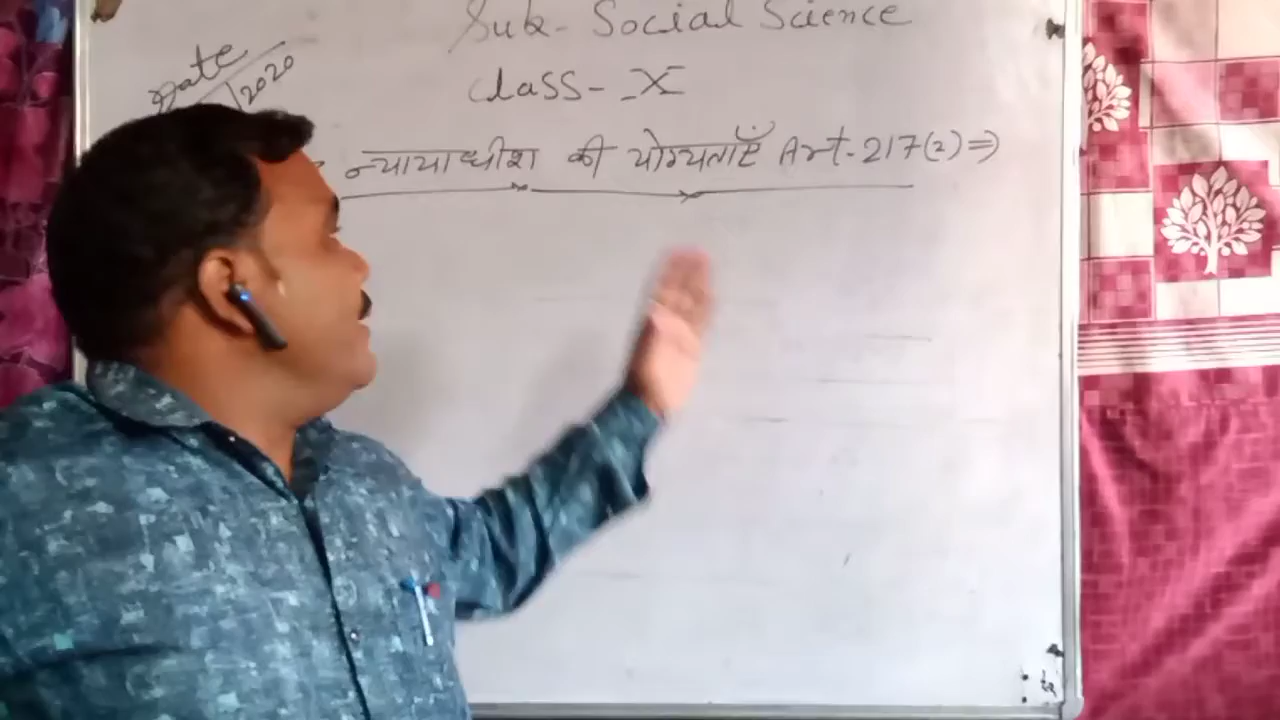 Sub- Social Science
Date
2020
Class- X
न्यायाधीश की योग्यताएँ Art-217(2)⇒